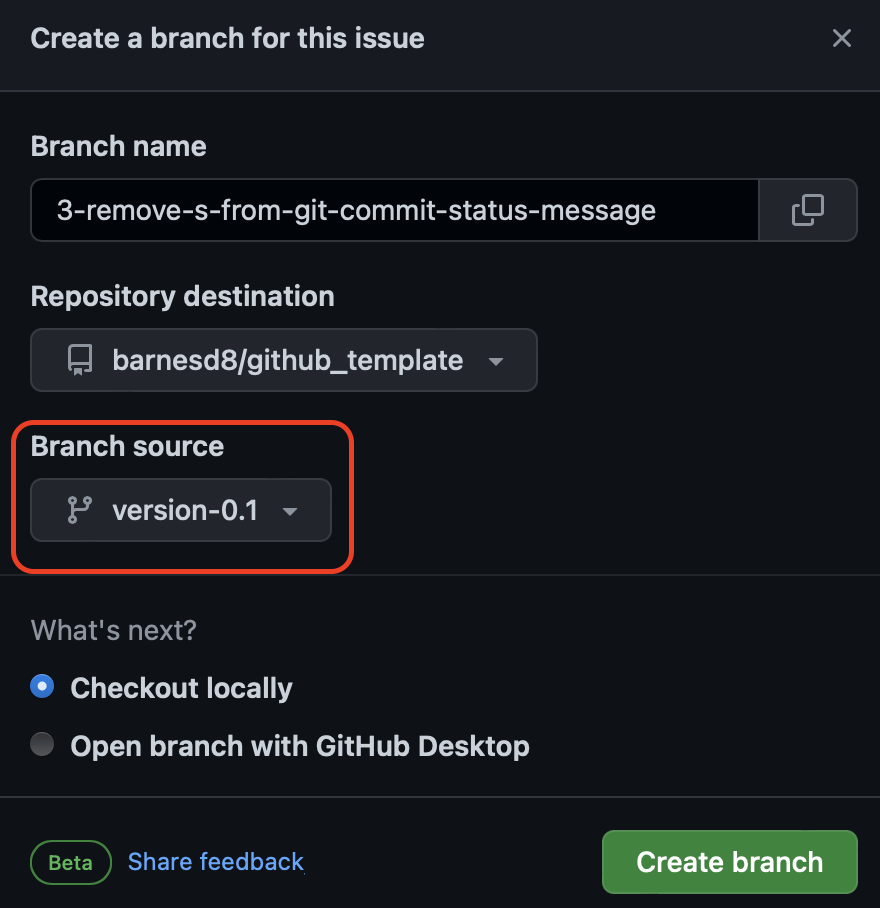 Create a branch for this issue
Branch name
3-remove-s-from-git-commit-status-message
Repository destination
barnesd8/github_template
Branch source
version-0.1
What's next?
Checkout locally
Open branch with GitHub Desktop
Beta Share feedback Create branch